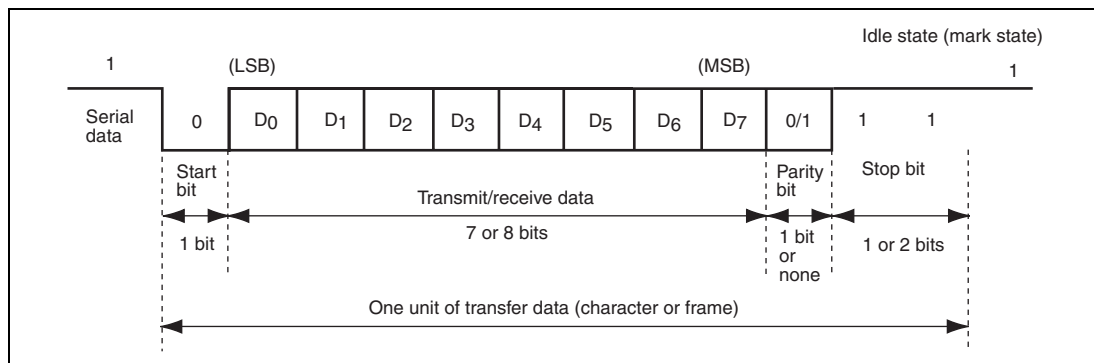 Idle state (mark state)
1 (LSB) (MSB) 1
Serial data
0 D0 D1 D2 D3 D4 D5 D6 D7 0/1 1 1
Start bit
Parity bit
Stop bit
Transmit/receive data
1 bit
7 or 8 bits
1 bit or none
1 or 2 bits
One unit of transfer data (character or frame)